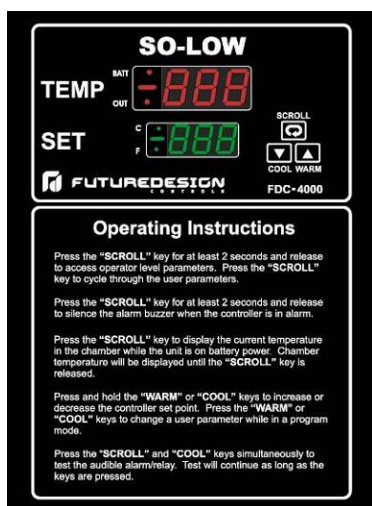 SO-LOW
BATT
TEMP -888
OUT
C
SET -888
F
SCROLL
COOL WARM
FUTUREDESIGN
CONTROLS
FDC-4000
Operating Instructions
Press the “SCROLL” key for at least 2 seconds and release
to access operator level parameters. Press the “SCROLL”
key to cycle through the user parameters.
Press the “SCROLL” key for at least 2 seconds and release
to silence the alarm buzzer when the controller is in alarm.
Press the “SCROLL” key to display the current temperature
in the chamber while the unit is on battery power. Chamber
temperature will be displayed until the “SCROLL” key is
released.
Press and hold the “WARM” or “COOL” keys to increase or
decrease the controller set point. Press the “WARM” or
“COOL” keys to change a user parameter while in a program
mode.
Press the “SCROLL” and “COOL” keys simultaneously to
test the audible alarm/relay. Test will continue as long as the
keys are pressed.